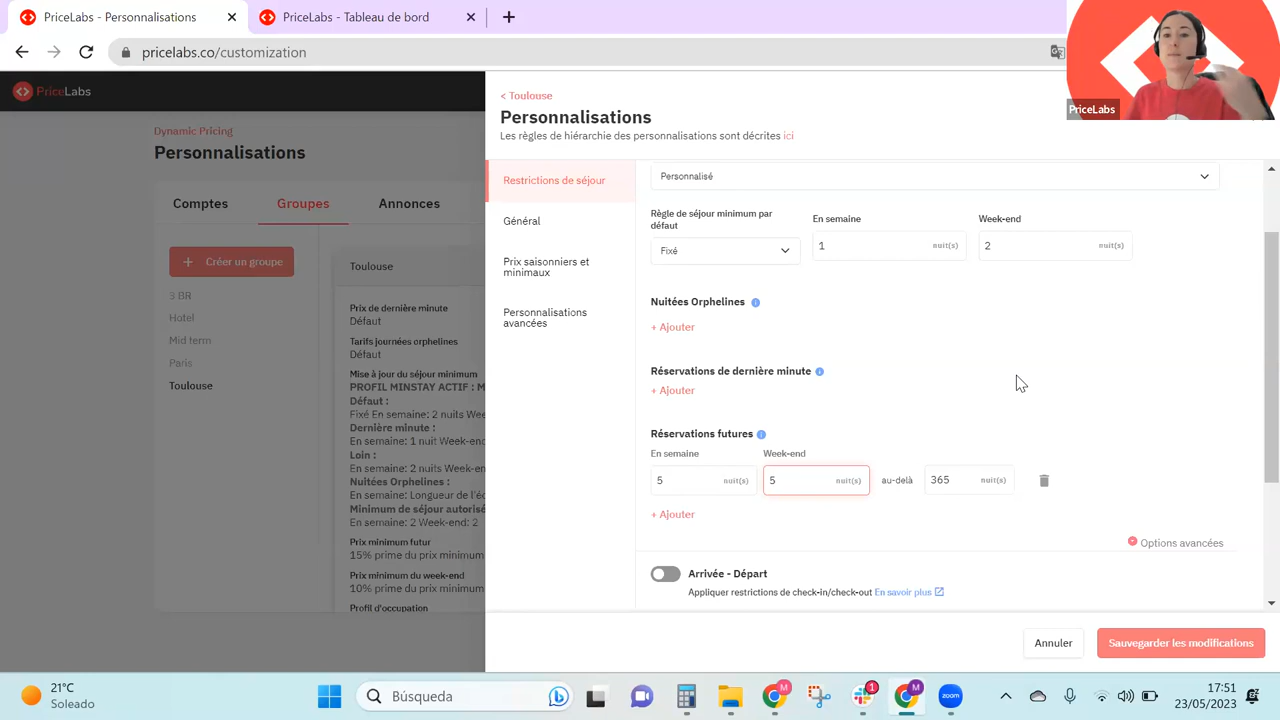 PriceLabs - Personnalisations
PriceLabs - Tableau de bord
pricelabs.co/customization
PriceLabs
PriceLabs
Dynamic Pricing
Personnalisations
Comptes
Groupes
Annonces
Créer un groupe
3 BR
Hotel
Mid term
Paris
Toulouse
Toulouse
Prix de dernière minute
Défaut
Tarifs journées orphelines
Défaut
Mise à jour du séjour minimum
PROFIL MINSTAY ACTIF : M
Défaut :
Fixé En semaine: 2 nuits Week-en
Dernière minute :
En semaine: 1 nuit Week-end
Loin :
En semaine: 2 nuits Week-en
Nuitées Orphelines :
En semaine: Longueur de l'é
Minimum de séjour autorisé
En semaine: 2 Week-end: 2
Prix minimum futur
15% prime du prix minimum
Prix minimum du week-end
10% prime du prix minimum
Profil d'occupation
< Toulouse
Personnalisations
Les règles de hiérarchie des personnalisations sont décrites ici
Restrictions de séjour
Général
Prix saisonniers et
minimaux
Personnalisations
avancées
Personnalisé
Règle de séjour minimum par
défaut
En semaine
Week-end
Fixé
1 nuit(s)
2 nuit(s)
Nuitées Orphelines
+ Ajouter
Réservations de dernière minute
+ Ajouter
Réservations futures
En semaine
Week-end
5 nuit(s)
5 nuit(s)
au-delà
365 nuit(s)
+ Ajouter
Options avancées
Arrivée - Départ
Appliquer restrictions de check-in/check-out En savoir plus
Annuler
Sauvegarder les modifications
21°C
Soleado
Búsqueda
M
1
M
zoom
17:51
23/05/2023